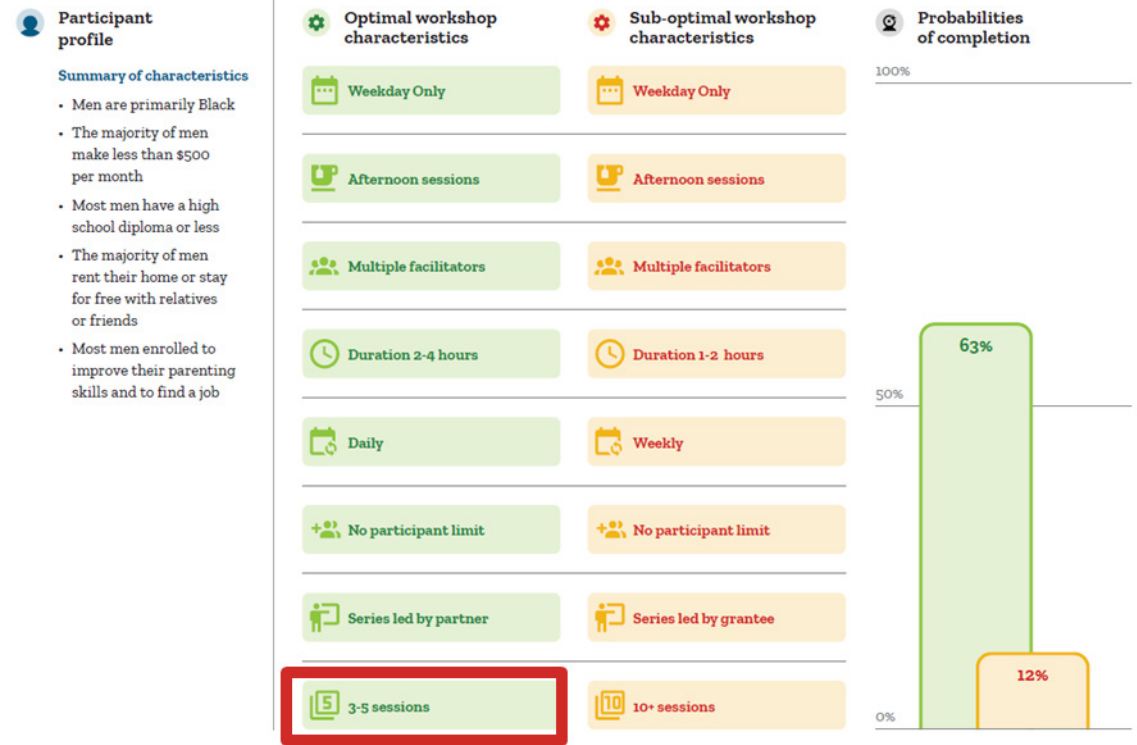 Participant
profile
Summary of characteristics
• Men are primarily Black
• The majority of men
make less than $500
per month
• Most men have a high
school diploma or less
• The majority of men
rent their home or stay
for free with relatives
or friends
• Most men enrolled to
improve their parenting
skills and to find a job
Optimal workshop
characteristics
Weekday Only
Afternoon sessions
Multiple facilitators
Duration 2-4 hours
Daily
No participant limit
Series led by partner
5
3-5 sessions
Sub-optimal workshop
characteristics
Weekday Only
Afternoon sessions
Multiple facilitators
Duration 1-2 hours
Weekly
No participant limit
Series led by grantee
10
10+ sessions
Probabilities
of completion
100%
63%
50%
12%
0%